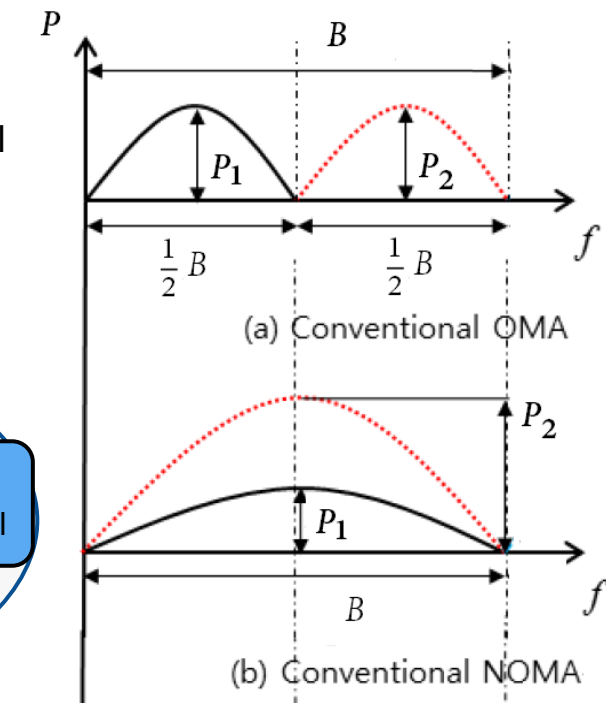 P
B
P1
P2
1/2 B
1/2 B
f
(a) Conventional OMA
P2
P1
B
f
(b) Conventional NOMA